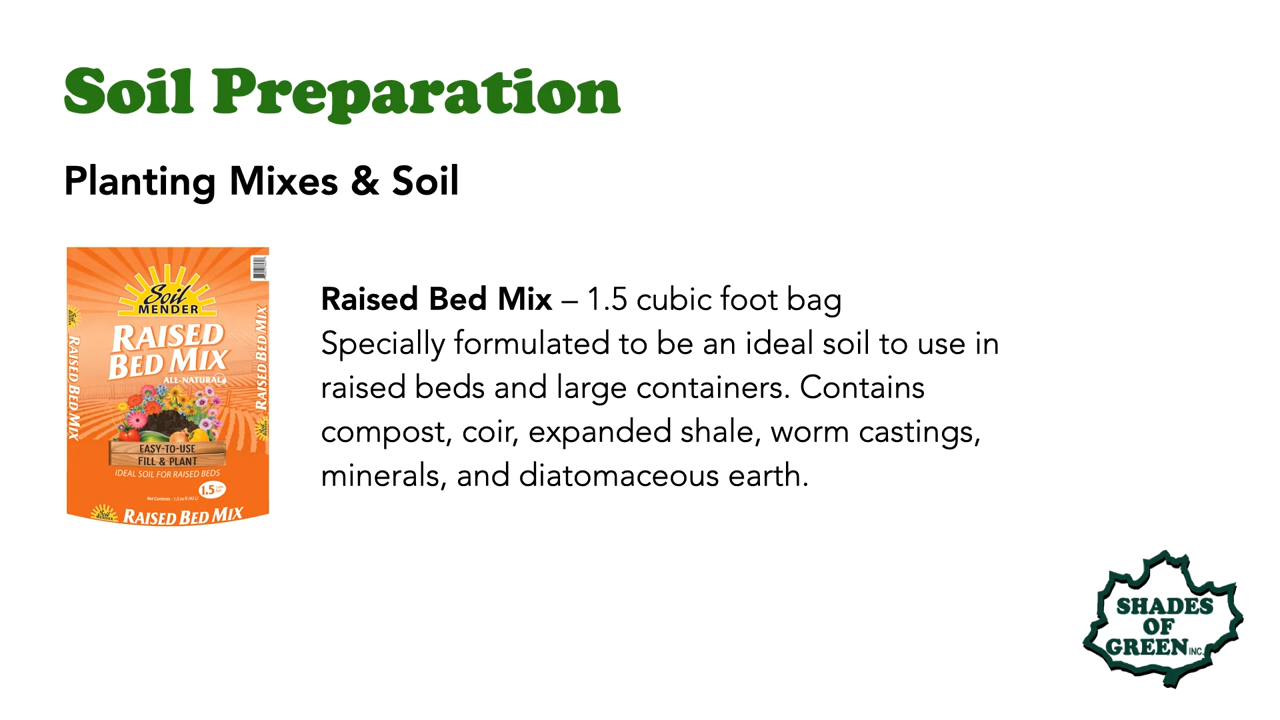 Soil Preparation
Planting Mixes & Soil
Soil
MENDER
RAISED
BED MIX
ALL-NATURAL
EASY-TO-USE
FILL & PLANT
IDEAL SOIL FOR RAISED BEDS
1.5
RAISED BED MIX
RAISED BED MIX
RAISED BED MIX
Raised Bed Mix – 1.5 cubic foot bag
Specially formulated to be an ideal soil to use in
raised beds and large containers. Contains
compost, coir, expanded shale, worm castings,
minerals, and diatomaceous earth.
SHADES
OF
GREEN INC.